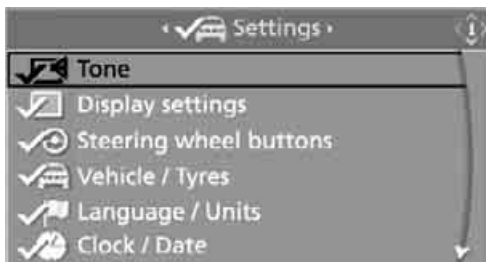 Settings
Tone
Display settings
Steering wheel buttons
Vehicle / Tyres
Language / Units
Clock / Date